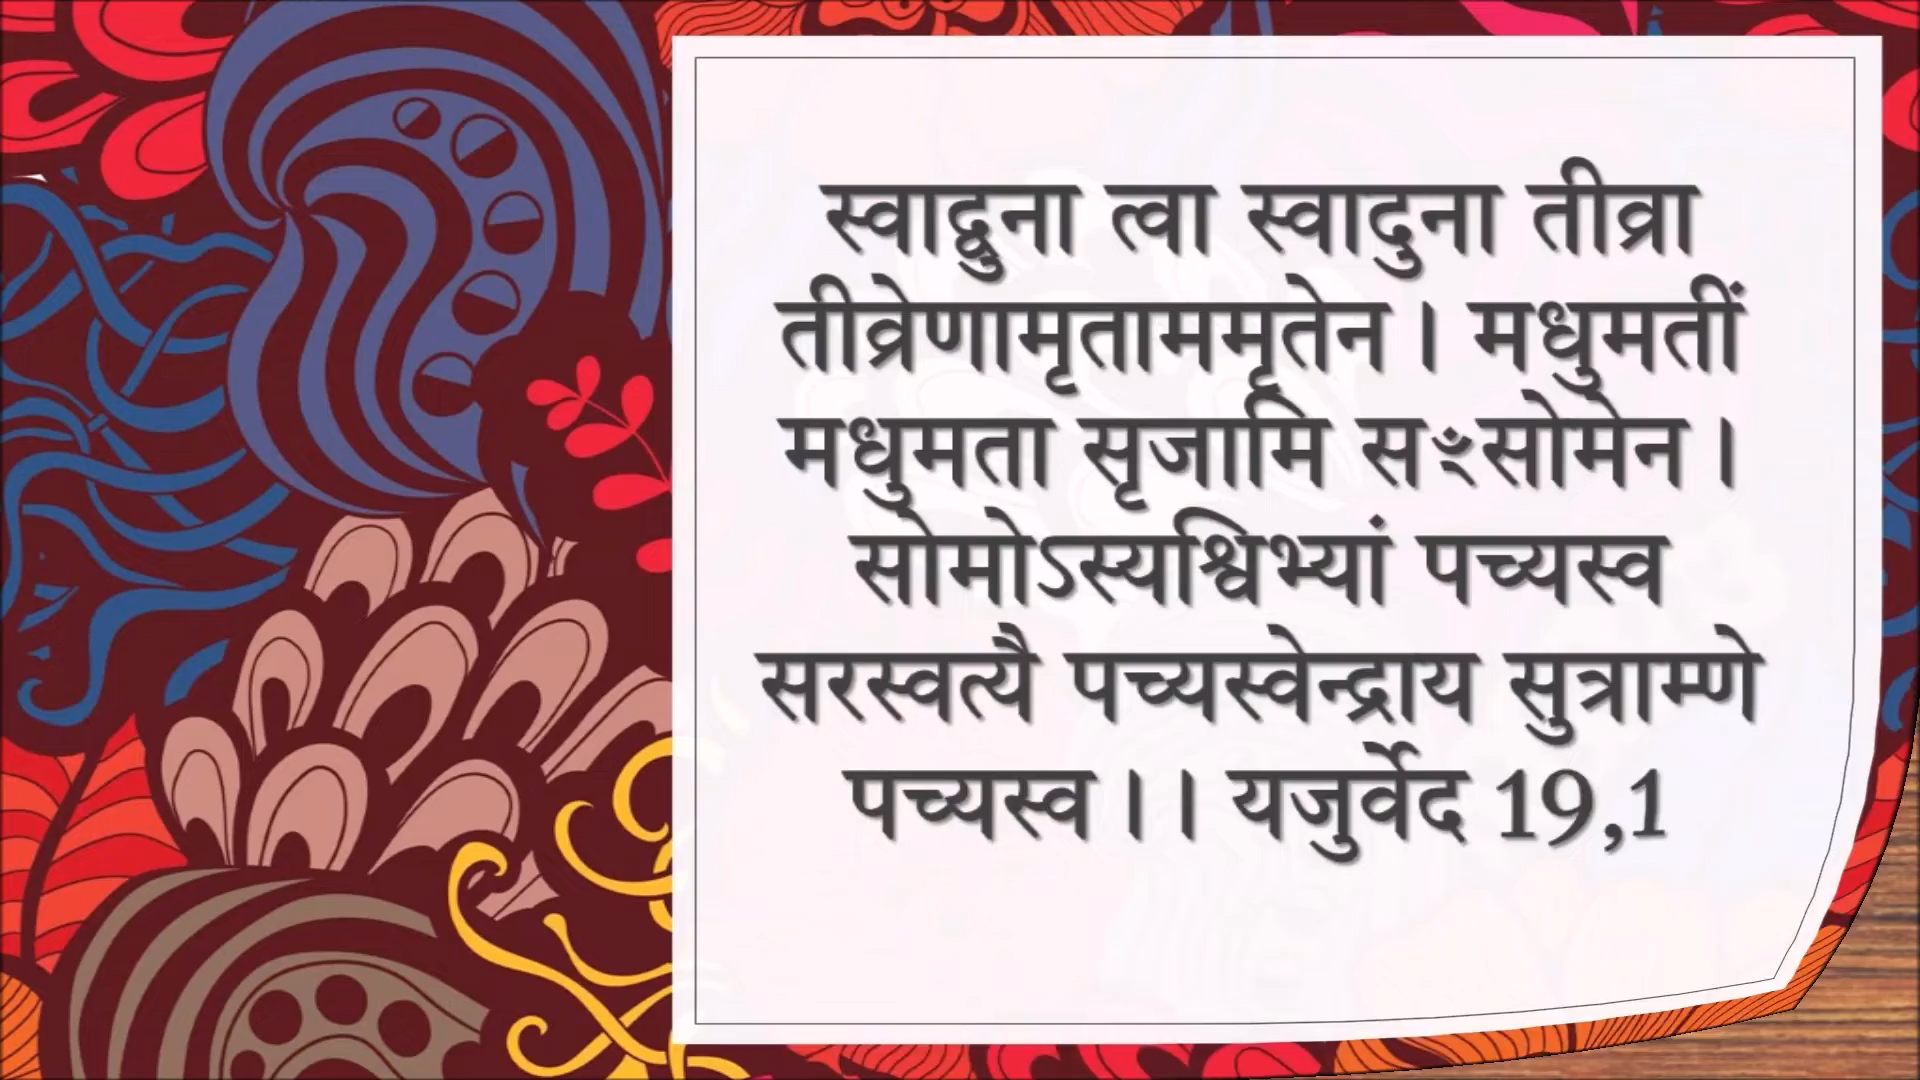 स्वाद्वुना त्वा स्वादुना तीव्रा
तीव्रेणामृताममृतेन । मधुमतीं
मधुमता सृजामि सꣳसोमेन ।
सोमोऽस्यश्विभ्यां पच्यस्व
सरस्वत्यै पच्यस्वेन्द्राय सुत्राम्णे
पच्यस्व । । यजुर्वेद 19,1